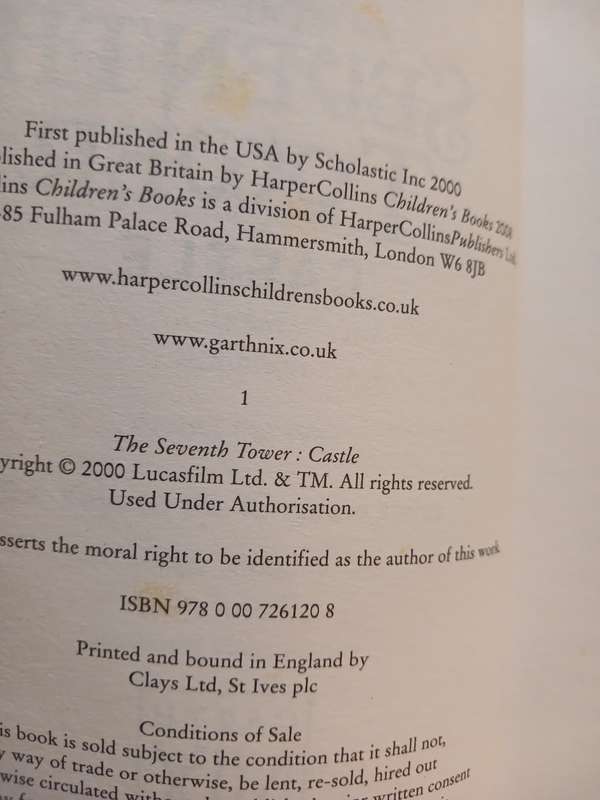 First published in the USA by Scholastic Inc 2000
lished in Great Britain by HarperCollins Children's Books
lins Children's Books is a division of HarperCollinsPublishers Ltd,
85 Fulham Palace Road, Hammersmith, London W6 8JB
www.harpercollinschildrensbooks.co.uk
www.garthnix.co.uk
1
The Seventh Tower : Castle
yright © 2000 Lucasfilm Ltd. & TM. All rights reserved.
Used Under Authorisation.
sserts the moral right to be identified as the author of this work
ISBN 978 0 00 726120 8
Printed and bound in England by
Clays Ltd, St Ives plc
Conditions of Sale
is book is sold subject to the condition that it shall not,
y way of trade or otherwise, be lent, re-sold, hired out
wise circulated without written consent